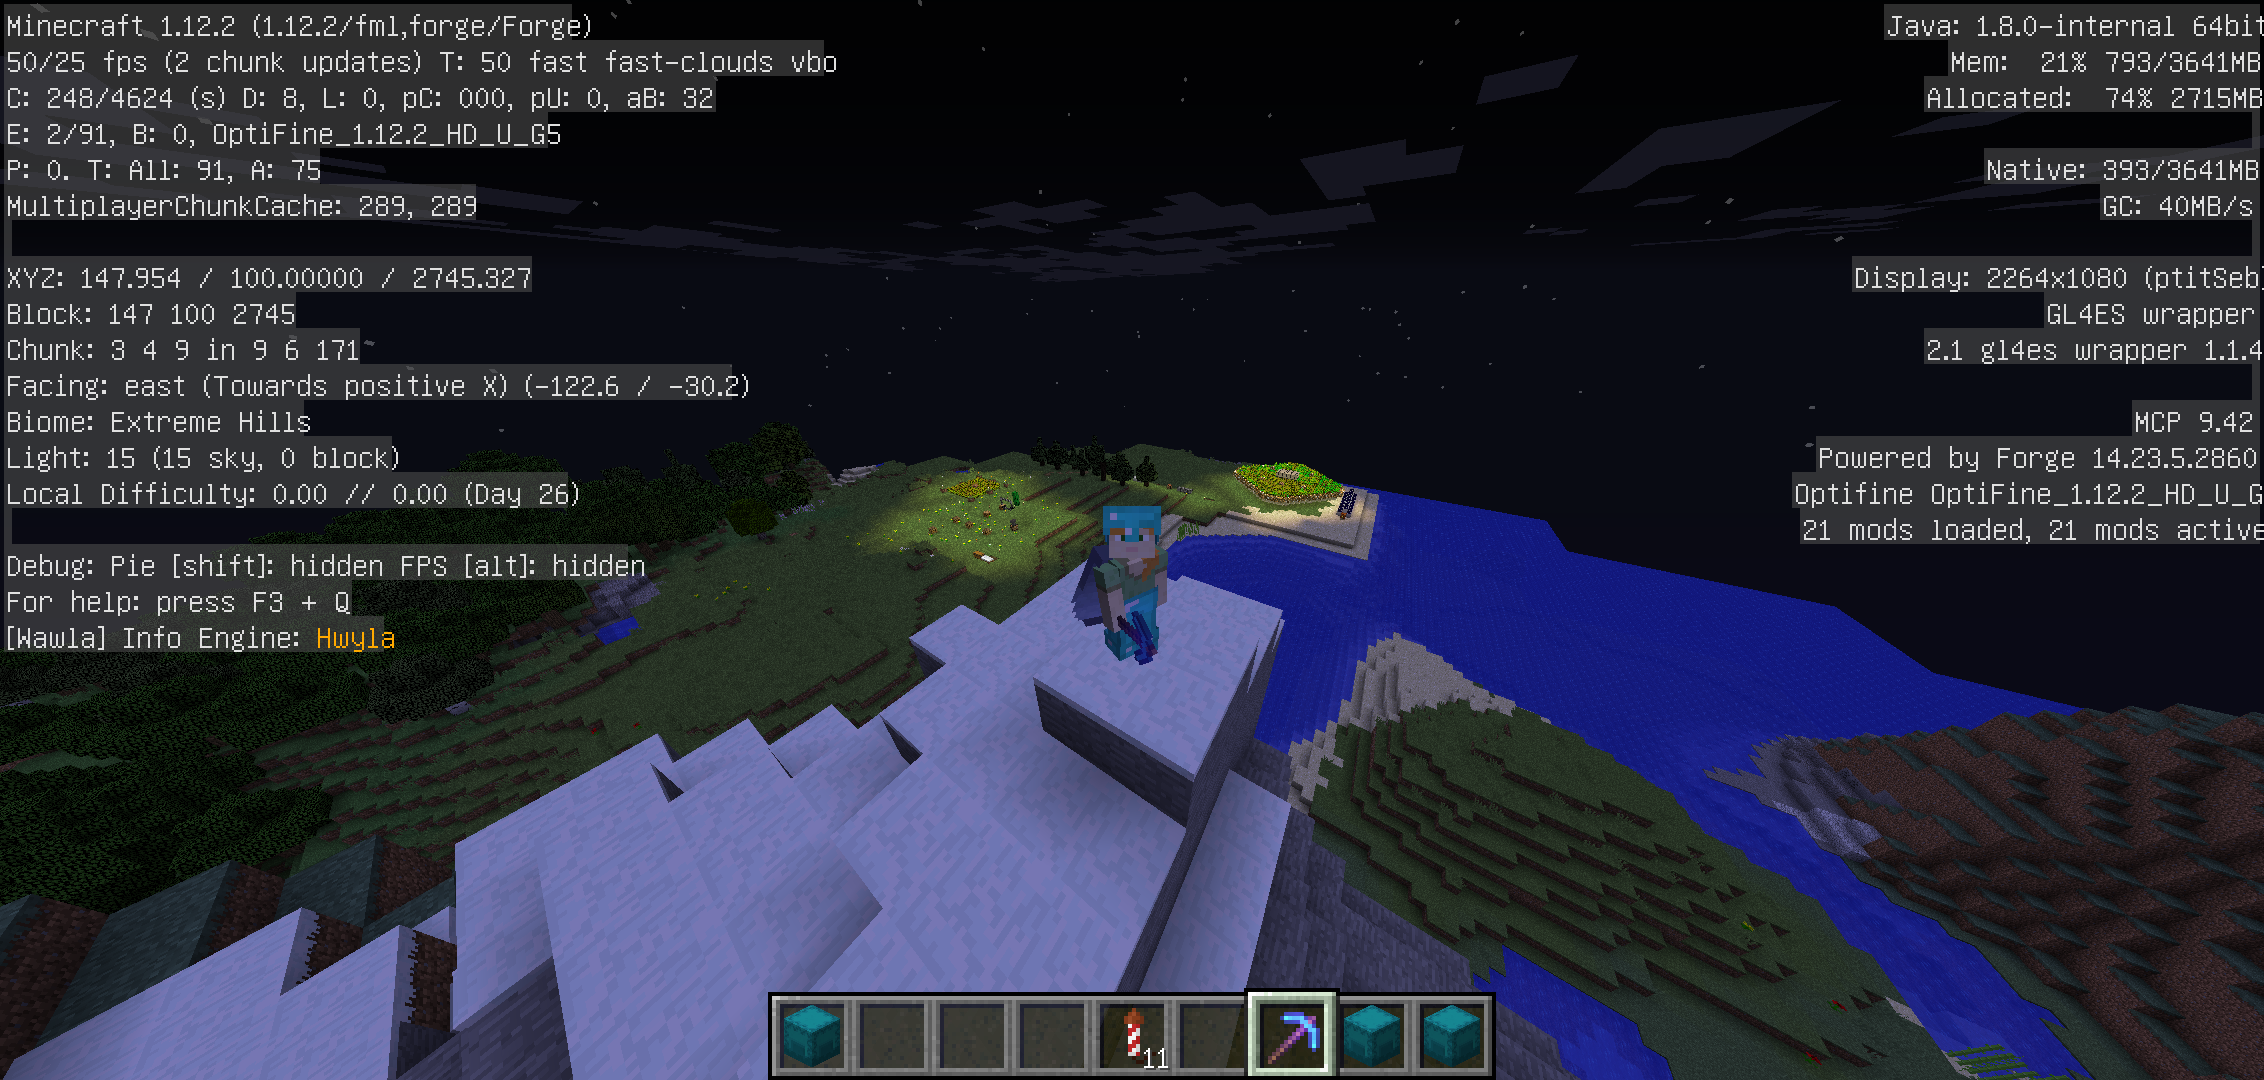 Minecraft 1.12.2 (1.12.2/fml,forge/Forge)
50/25 fps (2 chunk updates) T: 50 fast fast-clouds vbo
C: 248/4624 (s) D: 8, L: 0, pC: 000, pU: 0, aB: 32
E: 2/91, B: 0, OptiFine_1.12.2_HD_U_G5
P: 0. T: All: 91, A: 75
MultiplayerChunkCache: 289, 289
XYZ: 147.954 / 100.00000 / 2745.327
Block: 147 100 2745
Chunk: 3 4 9 in 9 6 171
Facing: east (Towards positive X) (-122.6 / -30.2)
Biome: Extreme Hills
Light: 15 (15 sky, 0 block)
Local Difficulty: 0.00 // 0.00 (Day 26)
Debug: Pie [shift]: hidden FPS [alt]: hidden
For help: press F3 + Q
[Wawla] Info Engine: Hwyla
Java: 1.8.0-internal 64bit
Mem: 21% 793/3641MB
Allocated: 74% 2715MB
Native: 393/3641MB
GC: 40MB/s
Display: 2264x1080 (ptitSeb)
GL4ES wrapper
2.1 gl4es wrapper 1.1.4
MCP 9.42
Powered by Forge 14.23.5.2860
Optifine OptiFine_1.12.2_HD_U_G
21 mods loaded, 21 mods active
11